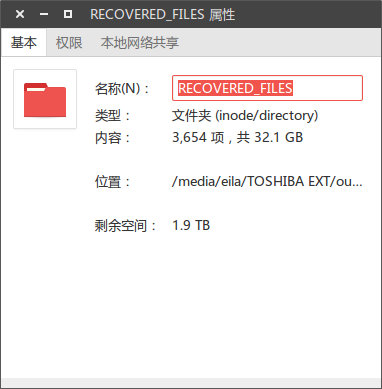 RECOVERED_FILES 属性
基本 权限 本地网络共享
名称(N)： RECOVERED_FILES
类型： 文件夹 (inode/directory)
内容： 3,654 项，共 32.1 GB
位置： /media/eila/TOSHIBA EXT/ou…
剩余空间： 1.9 TB